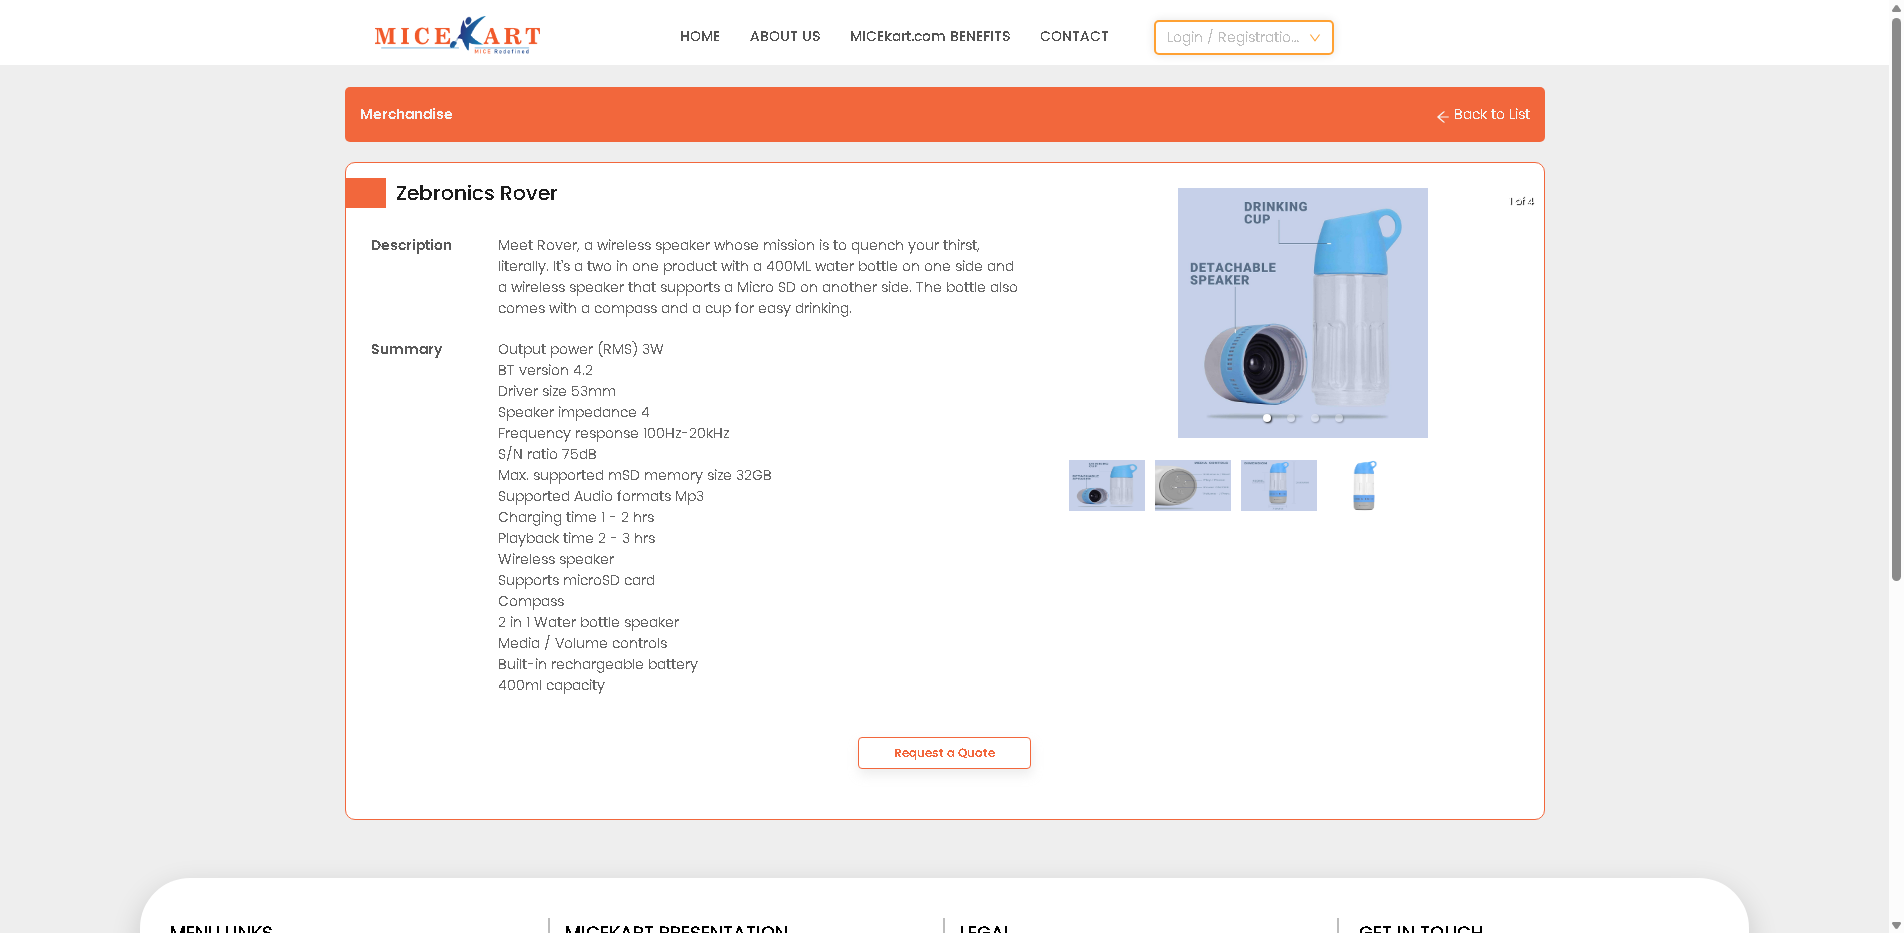 MICEKART
MICE Redefined
HOME
ABOUT US
MICEkart.com BENEFITS
CONTACT
Login / Registratio...
Merchandise
Back to List
Zebronics Rover
1 of 4
Description
Meet Rover, a wireless speaker whose mission is to quench your thirst,
literally. It's a two in one product with a 400ML water bottle on one side and
a wireless speaker that supports a Micro SD on another side. The bottle also
comes with a compass and a cup for easy drinking.
Summary
Output power (RMS) 3W
BT version 4.2
Driver size 53mm
Speaker impedance 4
Frequency response 100Hz-20kHz
S/N ratio 75dB
Max. supported mSD memory size 32GB
Supported Audio formats Mp3
Charging time 1 - 2 hrs
Playback time 2 - 3 hrs
Wireless speaker
Supports microSD card
Compass
2 in 1 Water bottle speaker
Media / Volume controls
Built-in rechargeable battery
400ml capacity
DRINKING
CUP
DETACHABLE
SPEAKER
Request a Quote
MENU LINKS
MICEKART PRESENTATION
LEGAL
GET IN TOUCH